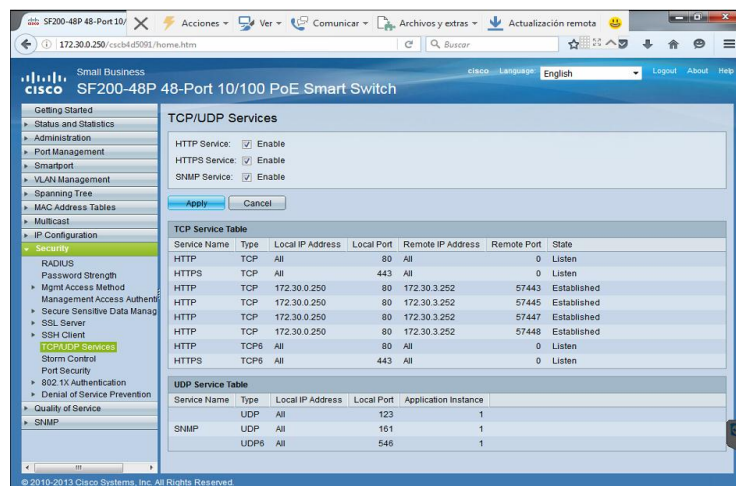 SF200-48P 48-Port 10/
Acciones
Ver
Comunicar
Archivos y extras
Actualización remota
172.30.0.250/cscb4d5091/home.htm
Buscar
Small Business
cisco Language: English Logout About Help
CISCO SF200-48P 48-Port 10/100 PoE Smart Switch
Getting Started
Status and Statistics
Administration
Port Management
Smartport
VLAN Management
Spanning Tree
MAC Address Tables
Multicast
IP Configuration
Security
RADIUS
Password Strength
Mgmt Access Method
Management Access Authenti
Secure Sensitive Data Manag
SSL Server
SSH Client
TCP/UDP Services
Storm Control
Port Security
802.1X Authentication
Denial of Service Prevention
Quality of Service
SNMP
TCP/UDP Services
HTTP Service: Enable
HTTPS Service: Enable
SNMP Service: Enable
Apply Cancel
TCP Service Table
Service Name Type Local IP Address Local Port Remote IP Address Remote Port State
HTTP TCP All 80 All 0 Listen
HTTPS TCP All 443 All 0 Listen
HTTP TCP 172.30.0.250 80 172.30.3.252 57443 Established
HTTP TCP 172.30.0.250 80 172.30.3.252 57445 Established
HTTP TCP 172.30.0.250 80 172.30.3.252 57447 Established
HTTP TCP 172.30.0.250 80 172.30.3.252 57448 Established
HTTP TCP6 All 80 All 0 Listen
HTTPS TCP6 All 443 All 0 Listen
UDP Service Table
Service Name Type Local IP Address Local Port Application Instance
UDP All 123 1
SNMP UDP All 161 1
UDP6 All 546 1
© 2010-2013 Cisco Systems, Inc. All Rights Reserved.